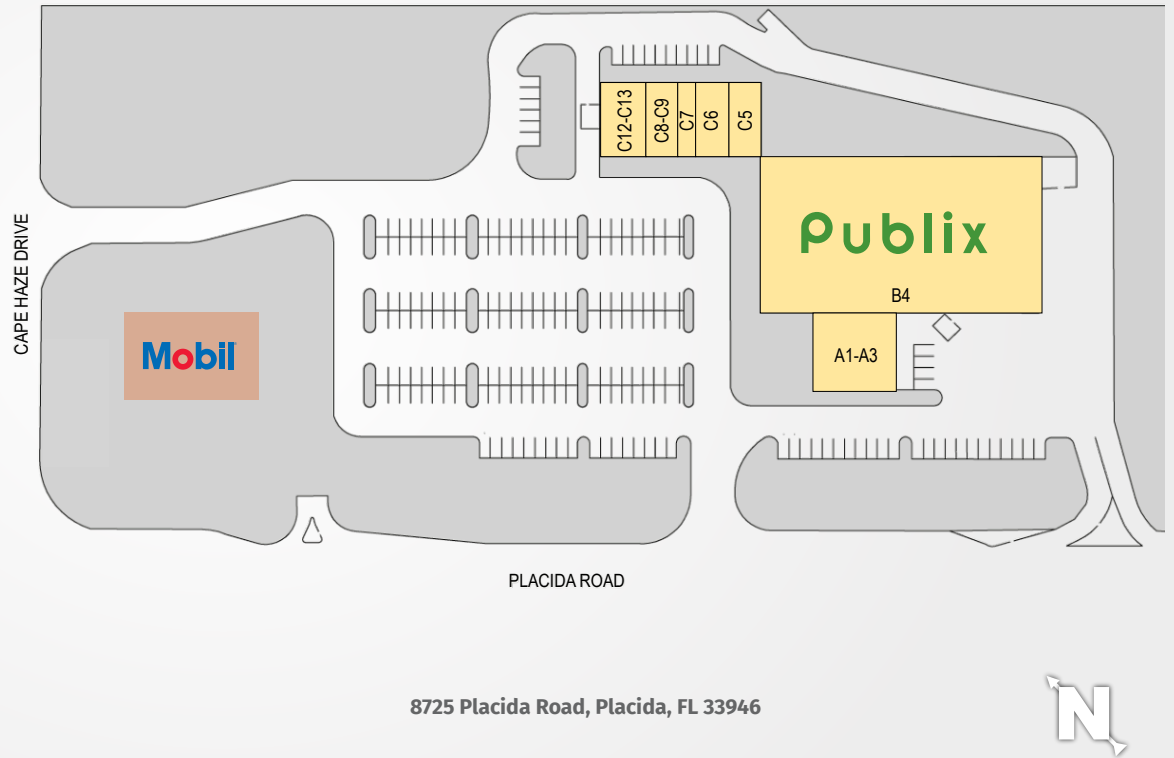 C12-C13
C8-C9
C7
C6
C5
Publix
B4
A1-A3
CAPE HAZE DRIVE
Mobil
PLACIDA ROAD
8725 Placida Road, Placida, FL 33946
N